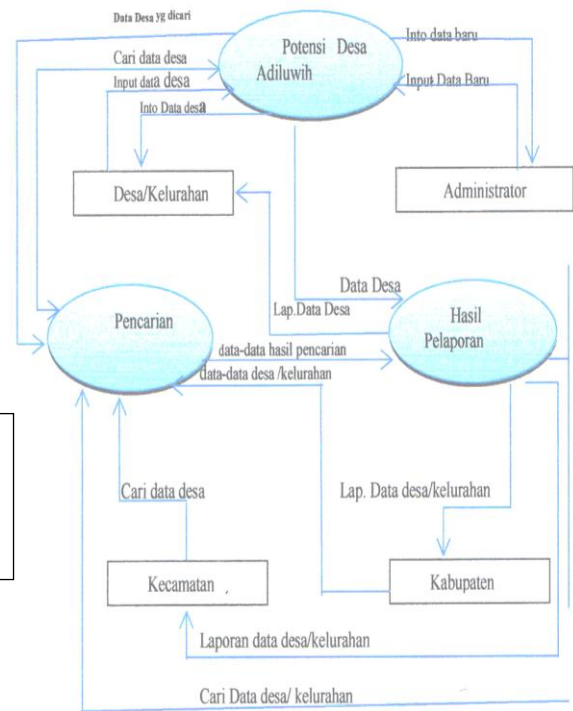 Data Desa yg dicari
Potensi Desa
Adiluwih
Into data baru
Cari data desa
Input data desa
Input Data Baru
Into Data desa
Desa/Kelurahan
Administrator
Data Desa
Lap.Data Desa
Pencarian
Hasil
Pelaporan
data-data hasil pencarian
data-data desa /kelurahan
Cari data desa
Lap. Data desa/kelurahan
Kecamatan
Kabupaten
Laporan data desa/kelurahan
Cari Data desa/ kelurahan